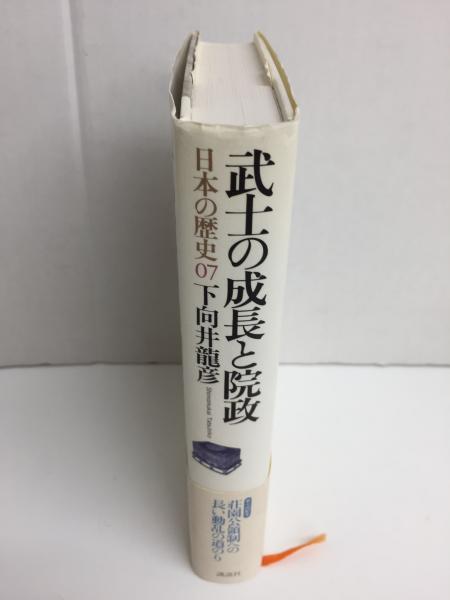 武士の成長と院政
日本の歴史07
下向井龍彦
Shimomukai Tatsuhiko
荘園公領制への
長い動乱の道のり
講談社